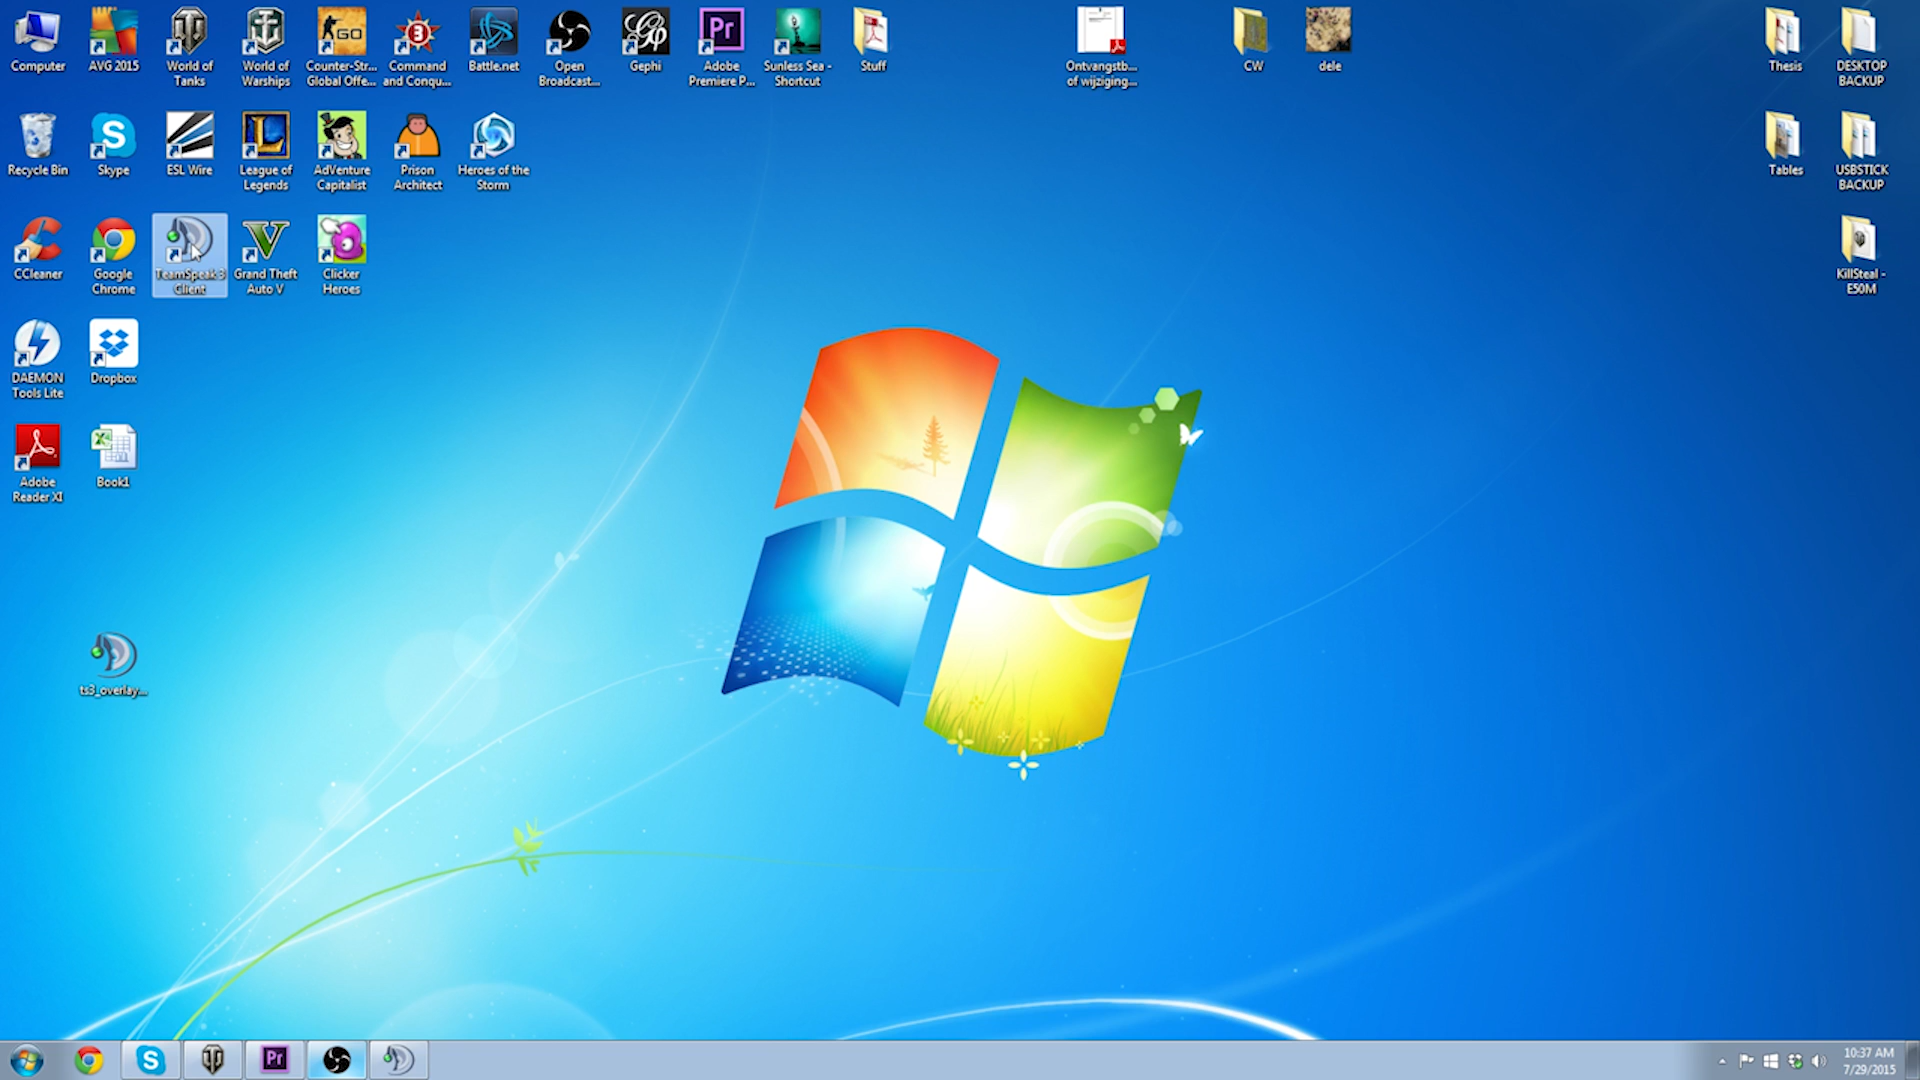 Computer
AVG 2015
World of
Tanks
World of
Warships
Counter-Str...
Global Offe...
Command
and Conqu...
Battle.net
Open
Broadcast...
Gephi
Adobe
Premiere P...
Sunless Sea -
Shortcut
Stuff
Ontvangstb...
of wijziging...
CW
dele
Thesis
DESKTOP
BACKUP
Recycle Bin
Skype
ESL Wire
League of
Legends
AdVenture
Capitalist
Prison
Architect
Heroes of the
Storm
Tables
USBSTICK
BACKUP
CCleaner
Google
Chrome
TeamSpeak 3
Client
Grand Theft
Auto V
Clicker
Heroes
KillSteal -
E50M
DAEMON
Tools Lite
Dropbox
Adobe
Reader XI
Book1
ts3_overlay...
10:37 AM
7/29/2015